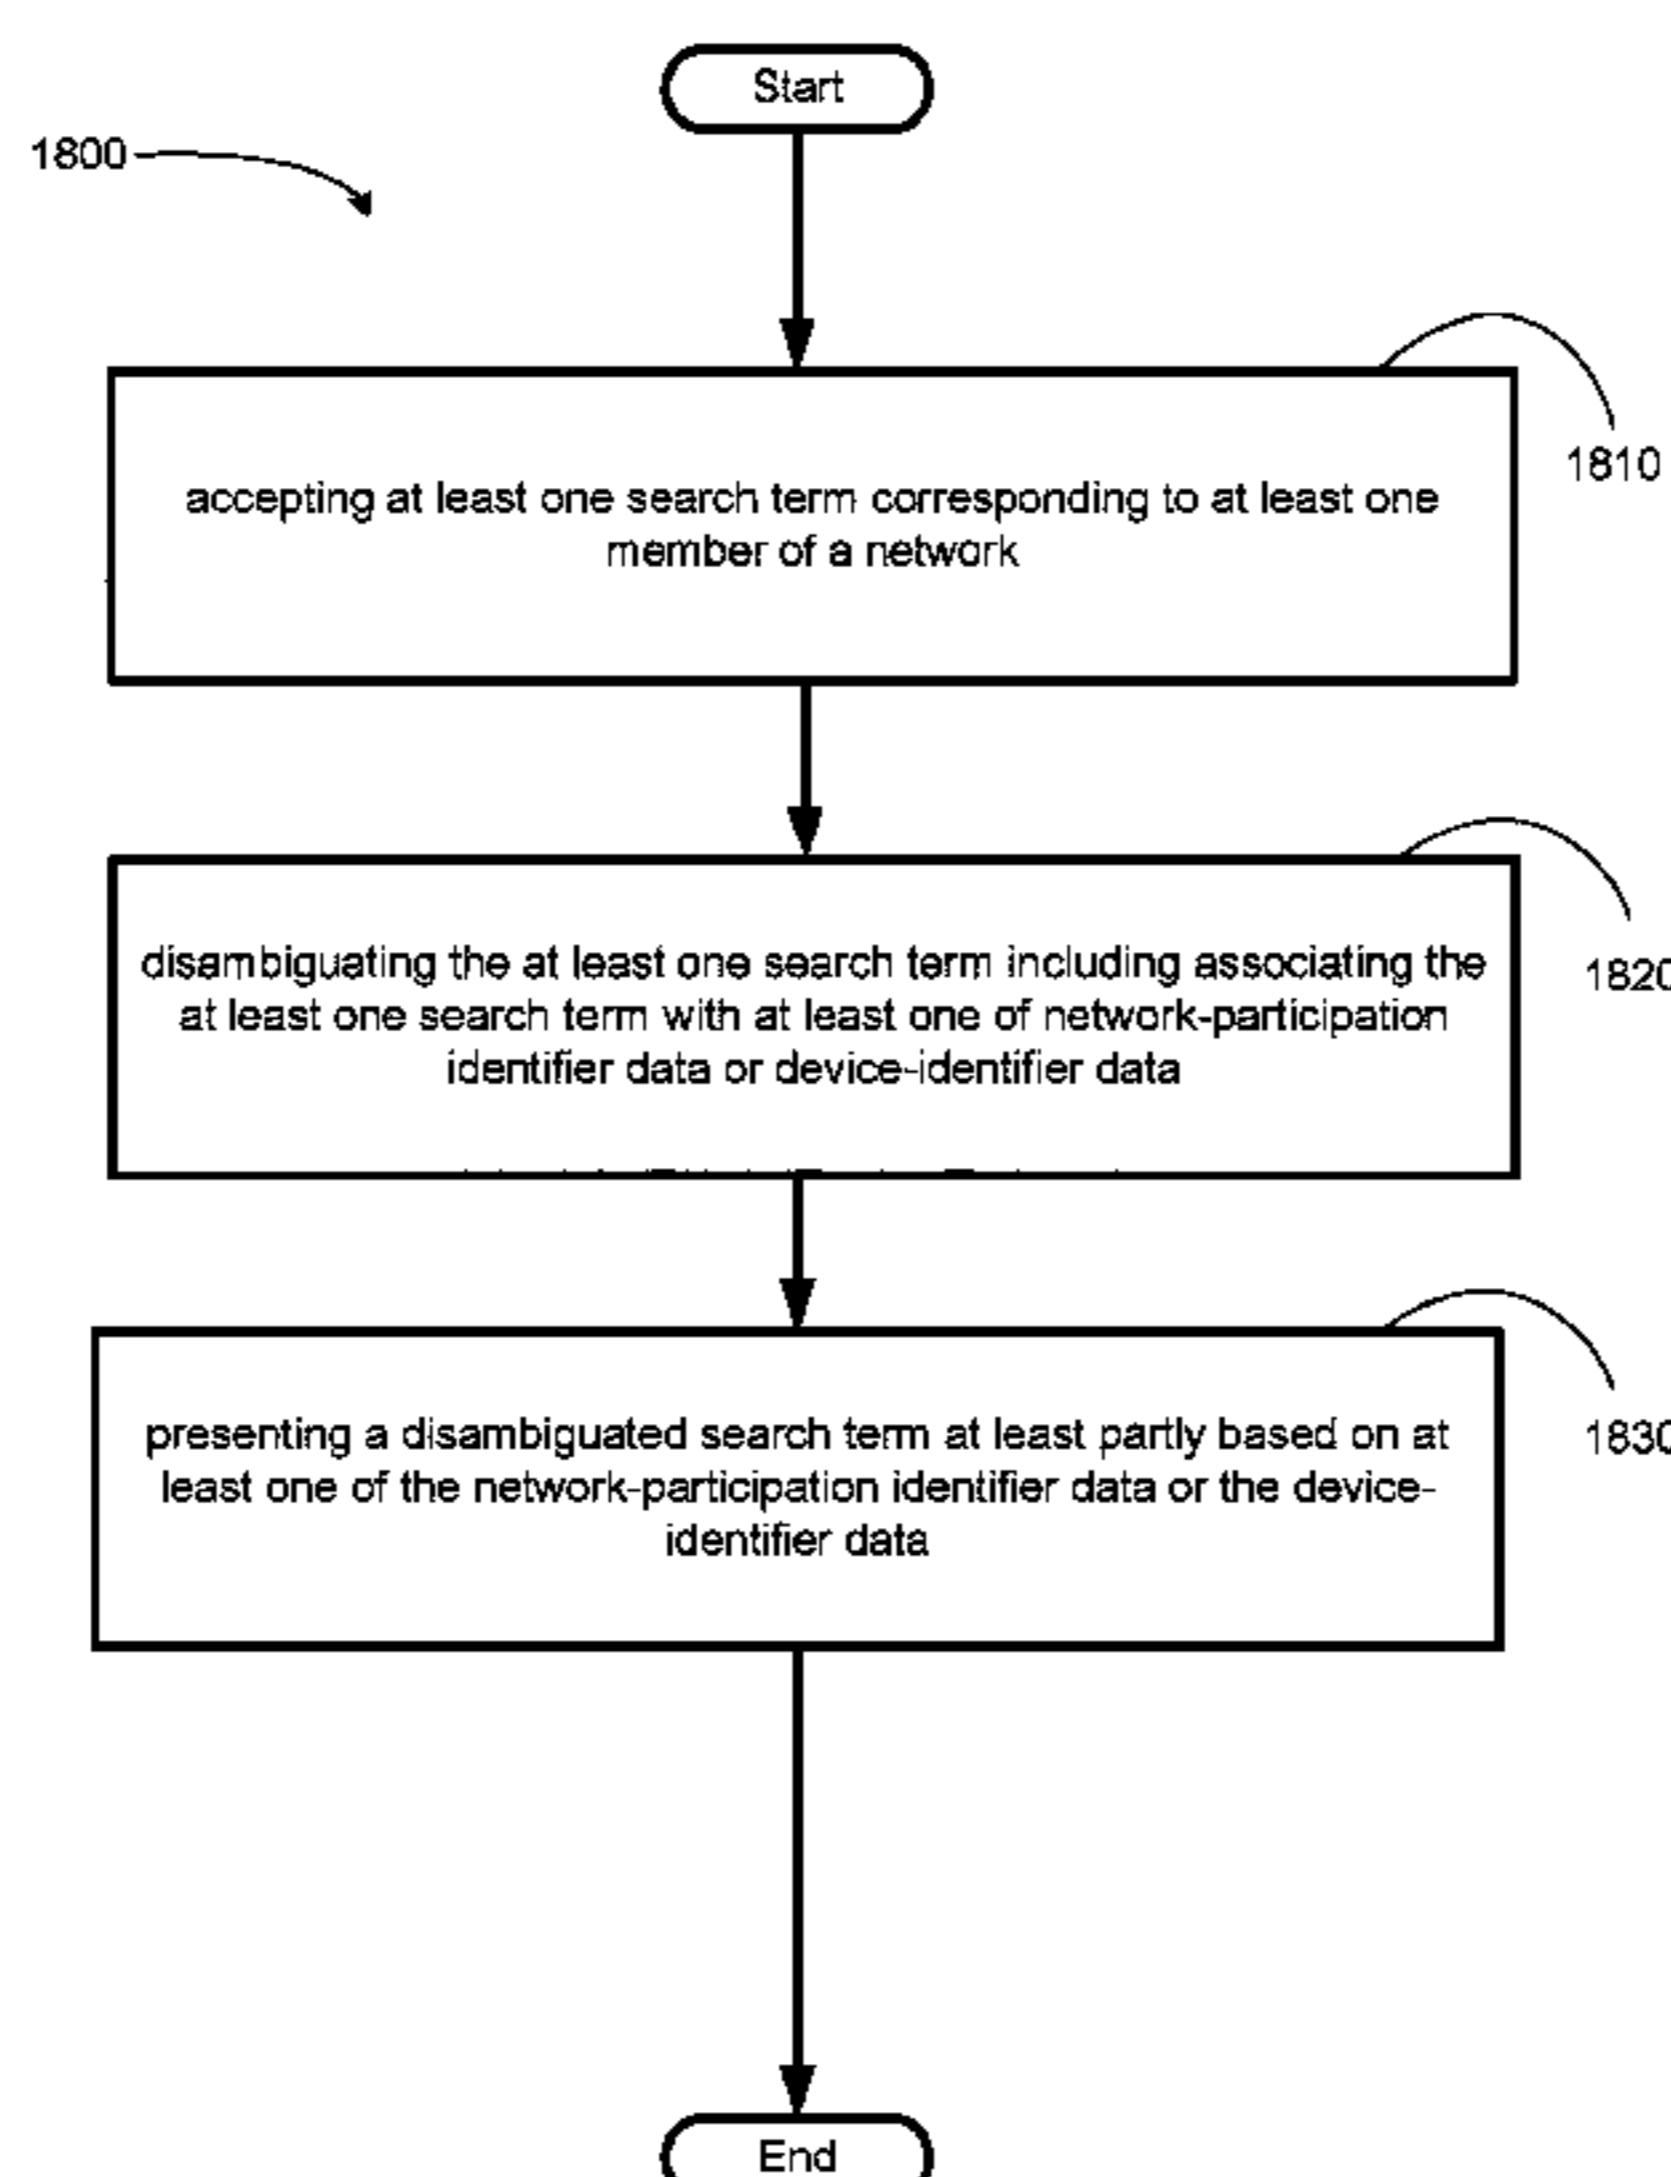 Start
1800
1810
accepting at least one search term corresponding to at least one
member of a network
1820
disambiguating the at least one search term including associating the
at least one search term with at least one of network-participation
identifier data or device-identifier data
1830
presenting a disambiguated search term at least partly based on at
least one of the network-participation identifier data or the device-
identifier data
End